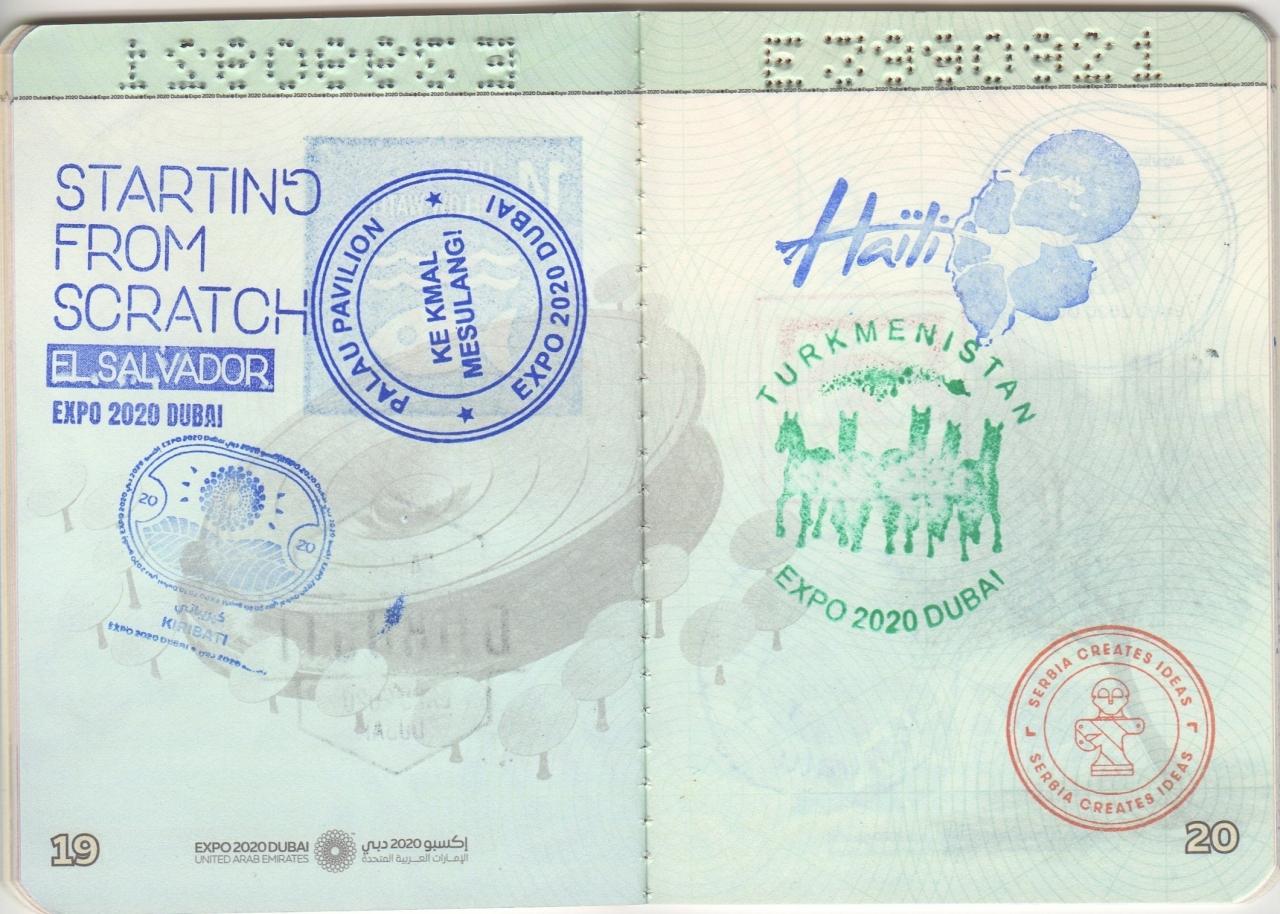 E3990921
STARTING
FROM
SCRATCH
EL SALVADOR
EXPO 2020 DUBAI
PALAU PAVILION
EXPO 2020 DUBAI
KE KMAL
MESULANG!
20
20
كيريباتي
KIRIBATI
EXPO 2020 DUBAI
19
EXPO 2020 DUBAI
UNITED ARAB EMIRATES
إكسبو 2020 دبي
الإمارات العربية المتحدة
E3990921
Haïti
TURKMENISTAN
EXPO 2020 DUBAI
SERBIA CREATES IDEAS
SERBIA CREATES IDEAS
20